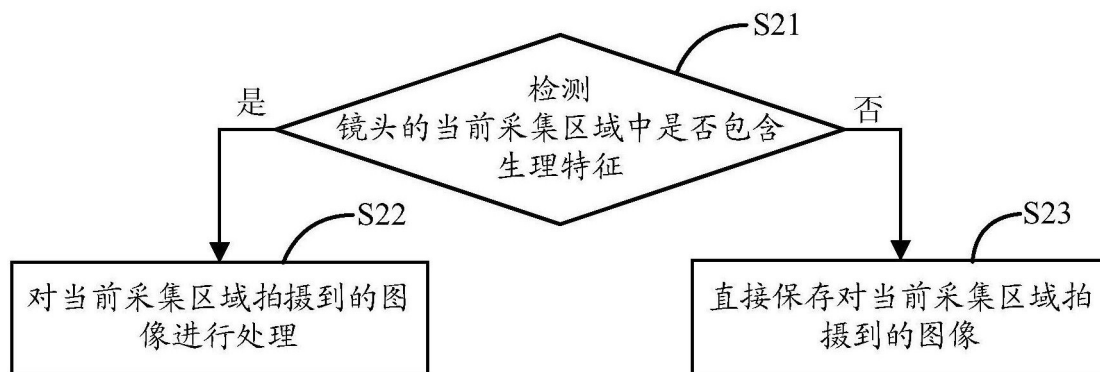 S21
检测
镜头的当前采集区域中是否包含
生理特征
是
否
S22
对当前采集区域拍摄到的图
像进行处理
S23
直接保存对当前采集区域拍
摄到的图像